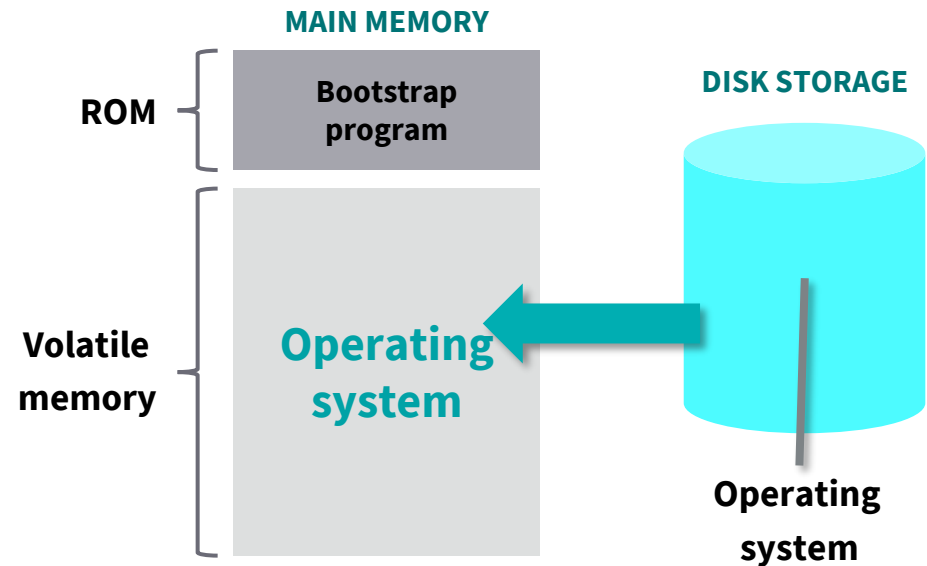 MAIN MEMORY
ROM
Bootstrap
program
DISK STORAGE
Volatile
memory
Operating
system
Operating
system